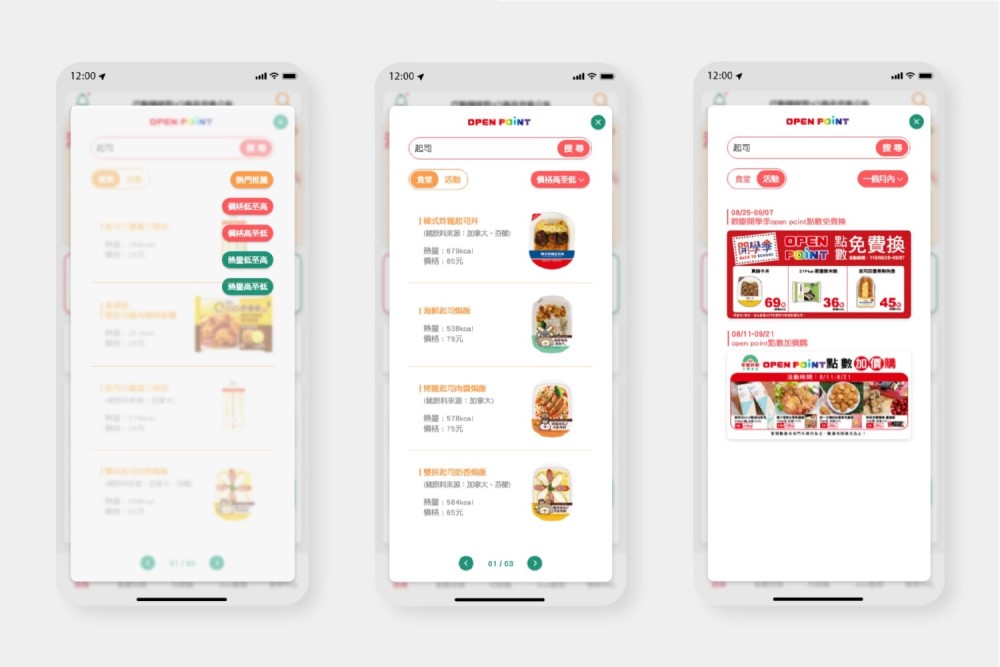 12:00
OPEN POiNT
起司
搜尋
活動
熱門推薦
價格低至高
價格高至低
熱量低至高
熱量高至低
12:00
OPEN POiNT
起司
搜尋
食堂
活動
價格高至低
韓式炸雞起司丼
(豬原料來源：加拿大、芬蘭)
熱量：679kcal
價格：85元
海鮮起司焗飯
熱量：538kcal
價格：79元
烤雞起司肉醬焗飯
(豬原料來源：加拿大)
熱量：578kcal
價格：75元
雙拼起司奶香焗飯
(豬原料來源：加拿大、芬蘭)
熱量：584kcal
價格：65元
01 / 03
12:00
OPEN POiNT
起司
搜尋
食堂
活動
一個月內
08/25-09/07
歡慶開學季open point點數免費換
開學季
BACK TO SCHOOL
OPEN POiNT
點數
免費換
69
36
45
08/11-09/21
open point點數加價購
OPEN POiNT點數加價購
活動時間：8/11-9/21